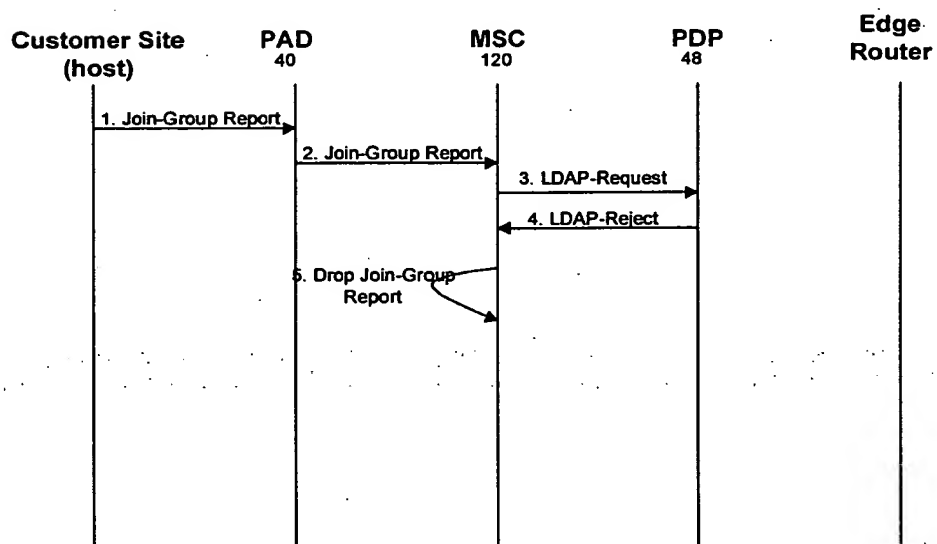 Customer Site
(host)
PAD
40
MSC
120
PDP
48
Edge
Router
1. Join-Group Report
2. Join-Group Report
3. LDAP-Request
4. LDAP-Reject
5. Drop Join-Group
Report